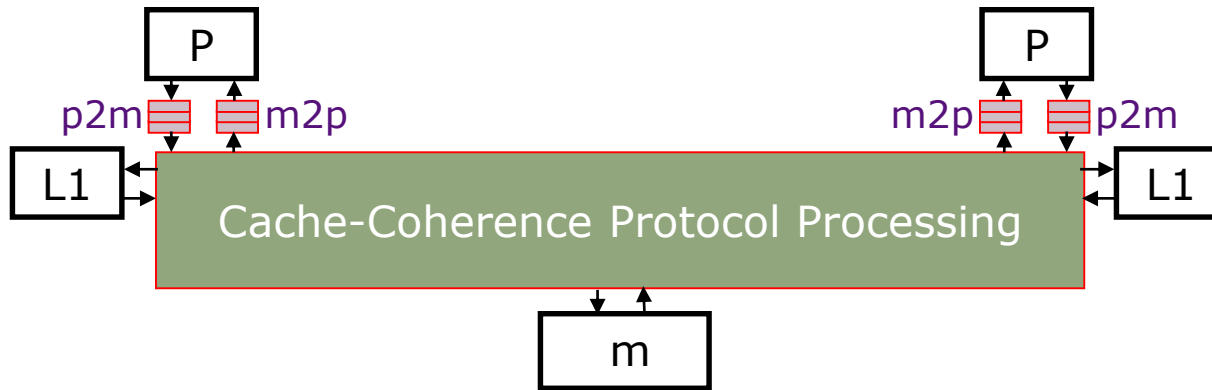 P
P
p2m
m2p
m2p
p2m
L1
L1
Cache-Coherence Protocol Processing
m